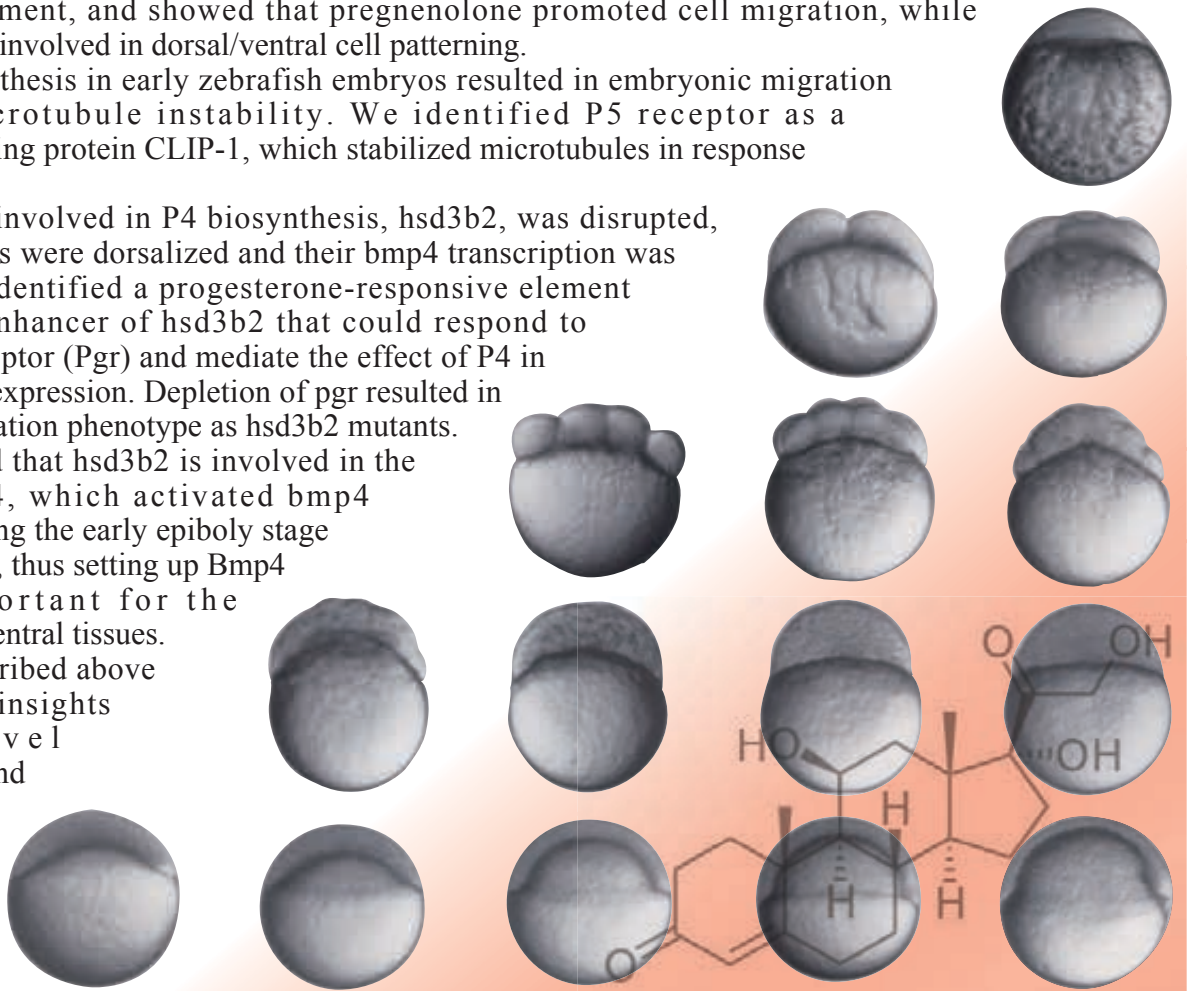 ment, and showed that pregnenolone promoted cell migration, while
involved in dorsal/ventral cell patterning.
thesis in early zebrafish embryos resulted in embryonic migration
crotubule instability. We identified P5 receptor as a
ing protein CLIP-1, which stabilized microtubules in response
involved in P4 biosynthesis, hsd3b2, was disrupted,
s were dorsalized and their bmp4 transcription was
dentified a progesterone-responsive element
nhancer of hsd3b2 that could respond to
ptor (Pgr) and mediate the effect of P4 in
expression. Depletion of pgr resulted in
ation phenotype as hsd3b2 mutants.
l that hsd3b2 is involved in the
4, which activated bmp4
ng the early epiboly stage
, thus setting up Bmp4
ortant for the
entral tissues.
ribed above
insights
vel
nd
O OH
HO OH
H
H H
O